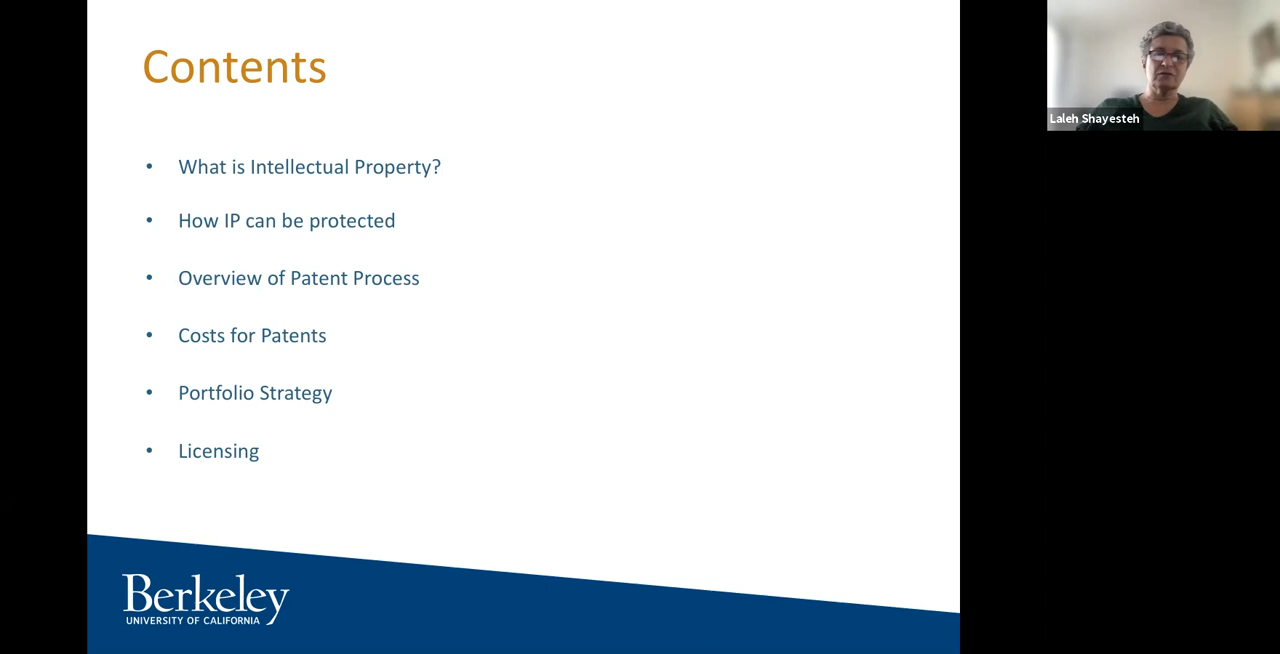 Contents
• What is Intellectual Property?
• How IP can be protected
• Overview of Patent Process
• Costs for Patents
• Portfolio Strategy
• Licensing
Berkeley
UNIVERSITY OF CALIFORNIA
Laleh Shayesteh